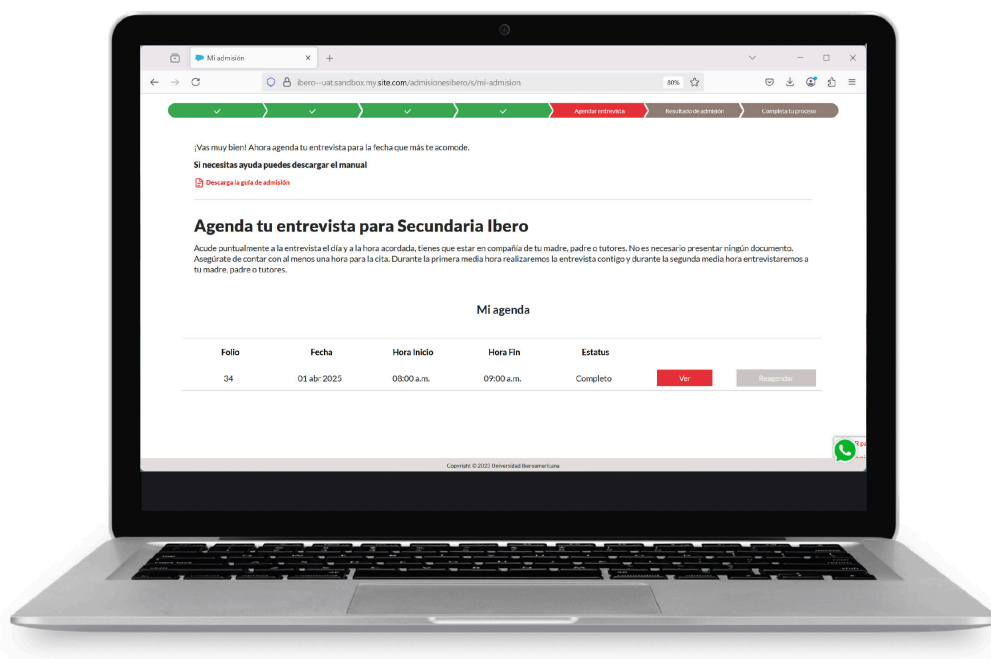 Mi admisión
ibero--uat.sandbox.my.site.com/admisionesibero/s/mi-admision
80%
Agendar entrevista
Resultado de admisión
Completa tu proceso
¡Vas muy bien! Ahora agenda tu entrevista para la fecha que más te acomode.
Si necesitas ayuda puedes descargar el manual
Descarga la guía de admisión
Agenda tu entrevista para Secundaria Ibero
Acude puntualmente a la entrevista el día y a la hora acordada, tienes que estar en compañía de tu madre, padre o tutores. No es necesario presentar ningún documento.
Asegúrate de contar con al menos una hora para la cita. Durante la primera media hora realizaremos la entrevista contigo y durante la segunda media hora entrevistaremos a
tu madre, padre o tutores.
Mi agenda
Folio Fecha Hora Inicio Hora Fin Estatus
34 01 abr 2025 08:00 a.m. 09:00 a.m. Completo Ver Reagendar
Copyright © 2023 Universidad Iberoamericana